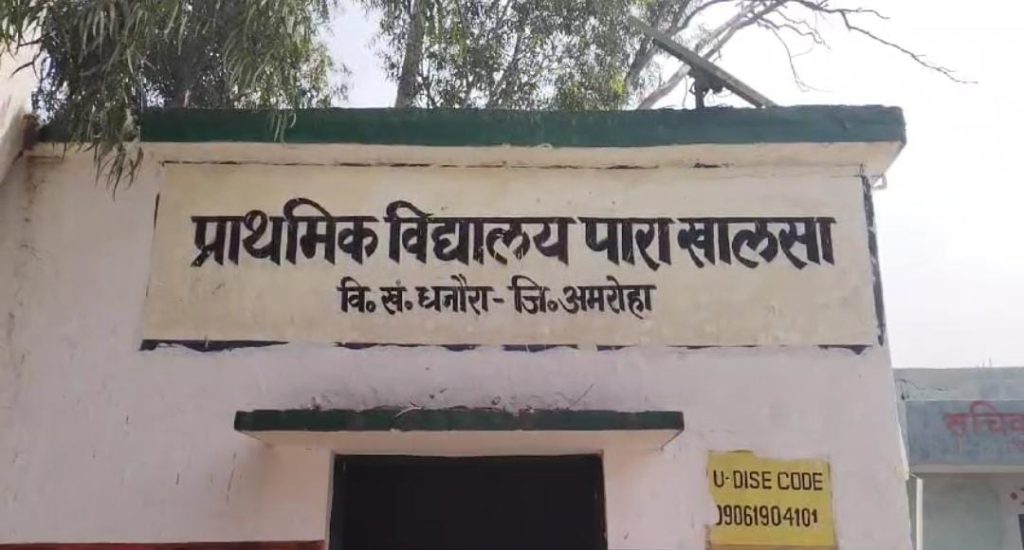 प्राथमिक विद्यालय पारा खालसा
वि॰ खं॰ धनौरा - जि॰ अमरोहा
U-DISE CODE
09061904101